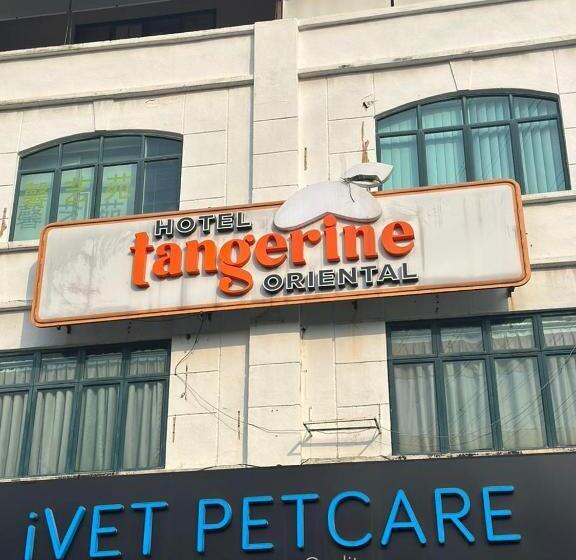 HOTEL
tangerine
ORIENTAL
iVET PETCARE